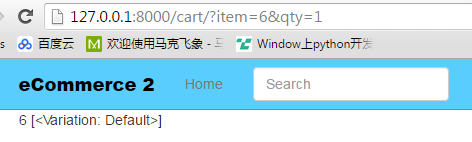 127.0.0.1:8000/cart/?item=6&qty=1
百度云 欢迎使用马克飞象 - Window上python开发
eCommerce 2 Home Search
6 [<Variation: Default>]